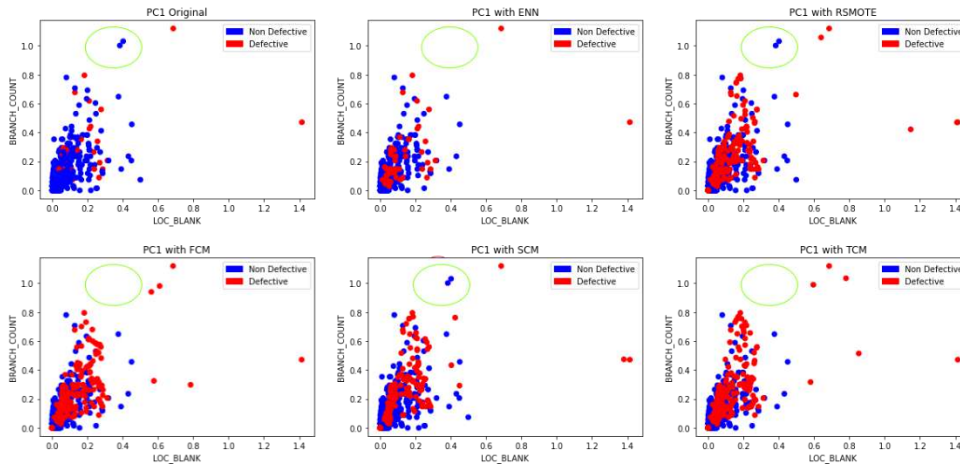 PC1 Original
PC1 with ENN
PC1 with RSMOTE
BRANCH_COUNT
1.0
0.8
0.6
0.4
0.2
0.0
Non Defective
Defective
0.0 0.2 0.4 0.6 0.8 1.0 1.2 1.4
LOC_BLANK
BRANCH_COUNT
1.0
0.8
0.6
0.4
0.2
0.0
Non Defective
Defective
0.0 0.2 0.4 0.6 0.8 1.0 1.2 1.4
LOC_BLANK
BRANCH_COUNT
1.0
0.8
0.6
0.4
0.2
0.0
Non Defective
Defective
0.0 0.2 0.4 0.6 0.8 1.0 1.2 1.4
LOC_BLANK
PC1 with FCM
PC1 with SCM
PC1 with TCM
BRANCH_COUNT
1.0
0.8
0.6
0.4
0.2
0.0
Non Defective
Defective
0.0 0.2 0.4 0.6 0.8 1.0 1.2 1.4
LOC_BLANK
BRANCH_COUNT
1.0
0.8
0.6
0.4
0.2
0.0
Non Defective
Defective
0.0 0.2 0.4 0.6 0.8 1.0 1.2 1.4
LOC_BLANK
BRANCH_COUNT
1.0
0.8
0.6
0.4
0.2
0.0
Non Defective
Defective
0.0 0.2 0.4 0.6 0.8 1.0 1.2 1.4
LOC_BLANK